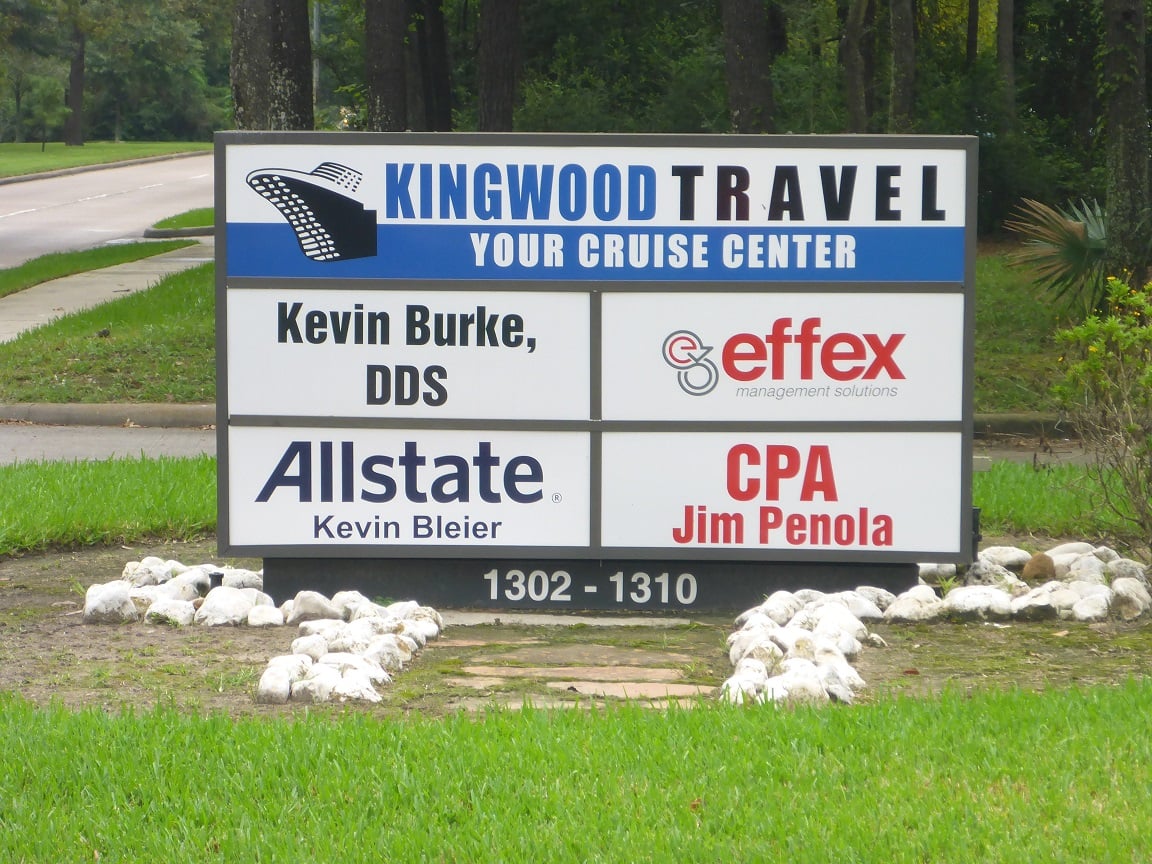 KINGWOOD TRAVEL
YOUR CRUISE CENTER
Kevin Burke,
DDS
effex
management solutions
Allstate®
Kevin Bleier
CPA
Jim Penola
1302 - 1310